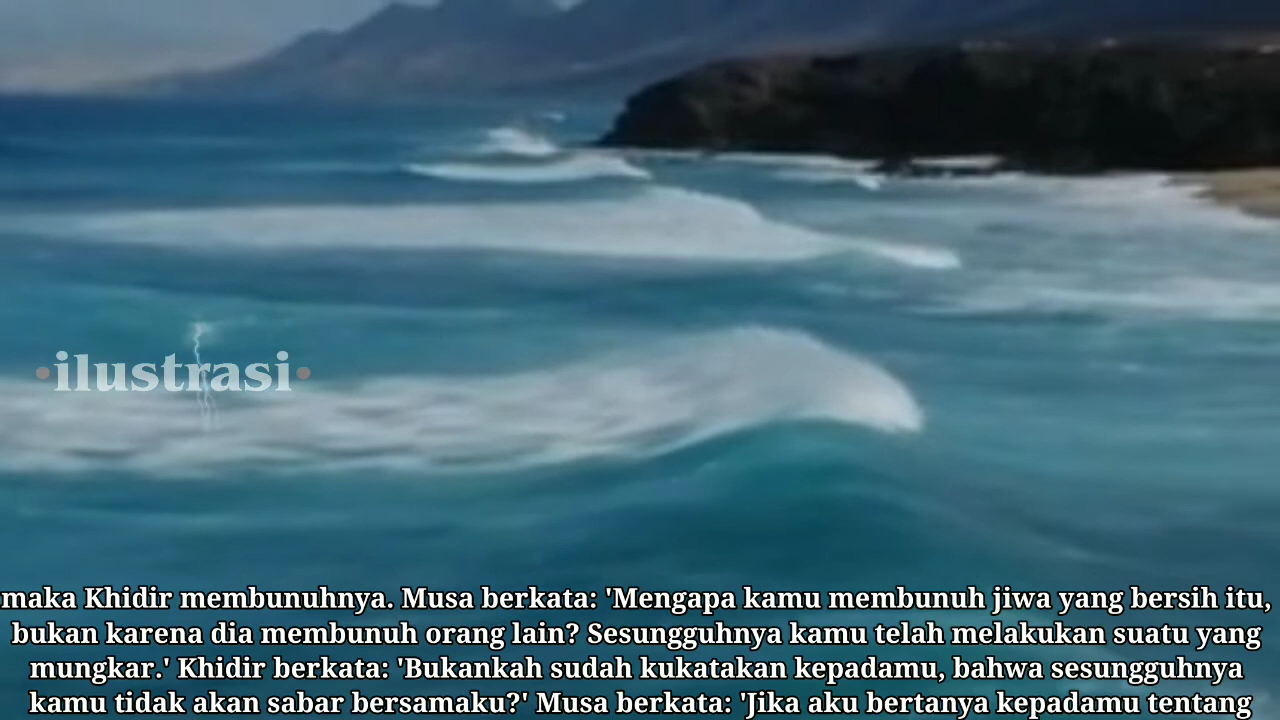 •ilustrasi•
maka Khidir membunuhnya. Musa berkata: 'Mengapa kamu membunuh jiwa yang bersih itu,
bukan karena dia membunuh orang lain? Sesungguhnya kamu telah melakukan suatu yang
mungkar.' Khidir berkata: 'Bukankah sudah kukatakan kepadamu, bahwa sesungguhnya
kamu tidak akan sabar bersamaku?' Musa berkata: 'Jika aku bertanya kepadamu tentang